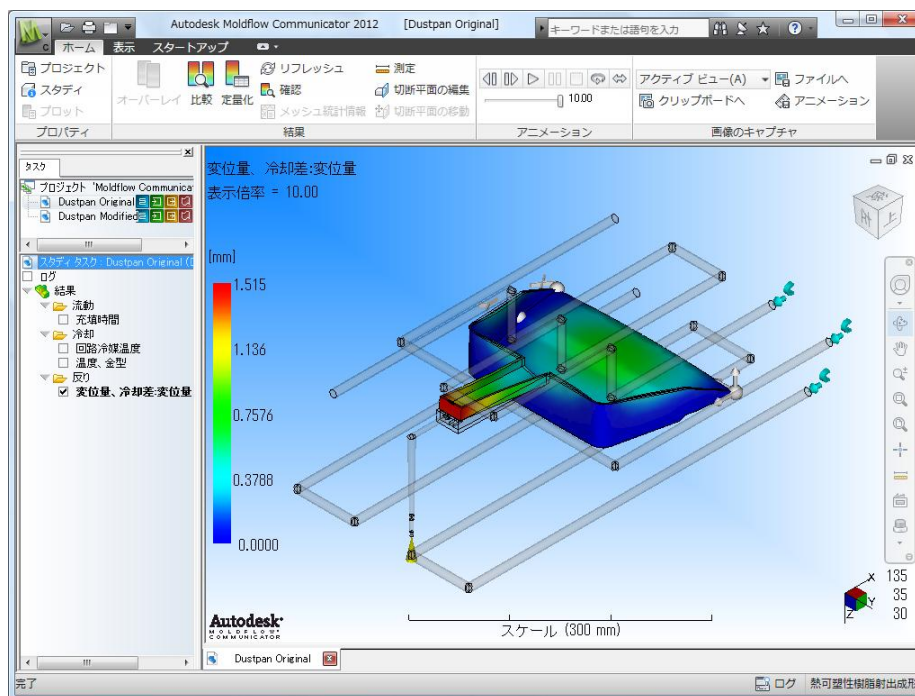 Autodesk Moldflow Communicator 2012 [Dustpan Original]
キーワードまたは語句を入力
ホーム 表示 スタートアップ
プロジェクト
スタディ
プロット
プロパティ
オーバーレイ 比較 定量化
リフレッシュ
確認
メッシュ統計情報
測定
切断平面の編集
切断平面の移動
結果
10.00
アニメーション
アクティブ ビュー(A)
クリップボードへ
ファイルへ
アニメーション
画像のキャプチャ
タスク
プロジェクト 'Moldflow Communica
Dustpan Original
Dustpan Modified
スタディ タスク : Dustpan Original (D
ログ
結果
流動
充填時間
冷却
回路冷媒温度
温度、金型
反り
変位量、冷却差:変位量
変位量、冷却差:変位量
表示倍率 = 10.00
[mm]
1.515
1.136
0.7576
0.3788
0.0000
上
X 135
Y 35
Z 30
Autodesk
MOLDFLOW
COMMUNICATOR
スケール (300 mm)
Dustpan Original
完了
ログ 熱可塑性樹脂射出成形